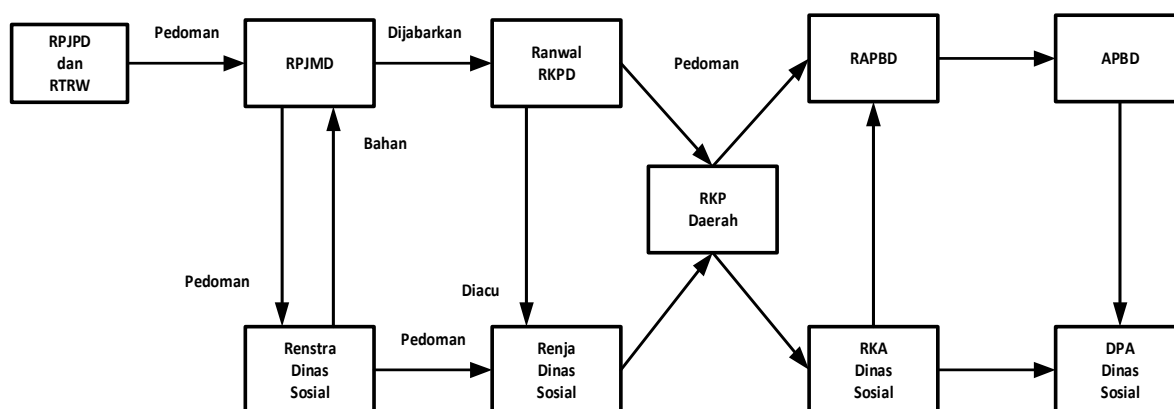 Pedoman
Dijabarkan
RPJPD
dan
RTRW
RPJMD
Ranwal
RKPD
Pedoman
RAPBD
APBD
Bahan
RKP
Daerah
Pedoman
Diacu
Pedoman
Renstra
Dinas
Sosial
Renja
Dinas
Sosial
RKA
Dinas
Sosial
DPA
Dinas
Sosial